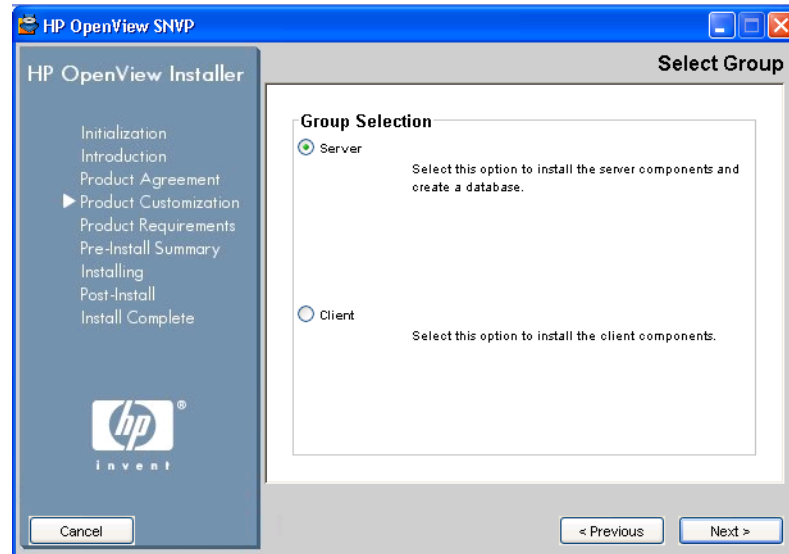 HP OpenView SNVP
HP OpenView Installer
Select Group
Initialization
Introduction
Product Agreement
Product Customization
Product Requirements
Pre-Install Summary
Installing
Post-Install
Install Complete
Group Selection
Server
Select this option to install the server components and
create a database.
Client
Select this option to install the client components.
hp
®
invent
Cancel
< Previous
Next >